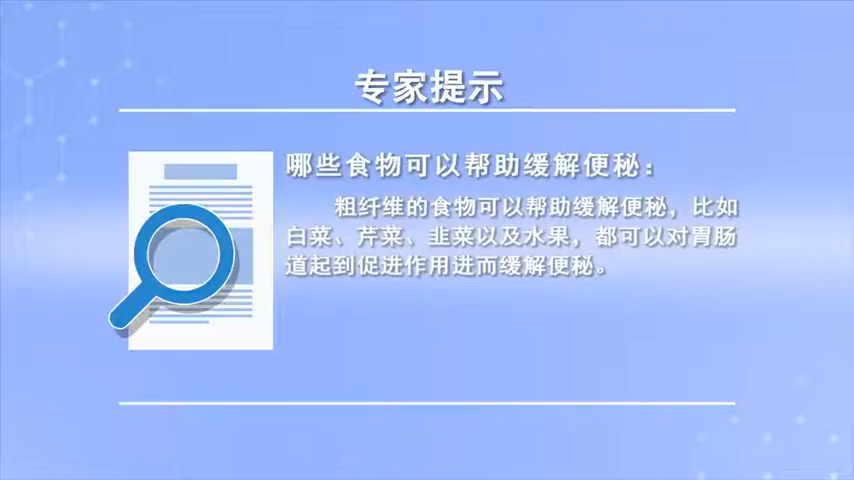 专家提示
哪些食物可以帮助缓解便秘：
粗纤维的食物可以帮助缓解便秘，比如
白菜、芹菜、韭菜以及水果，都可以对胃肠
道起到促进作用进而缓解便秘。